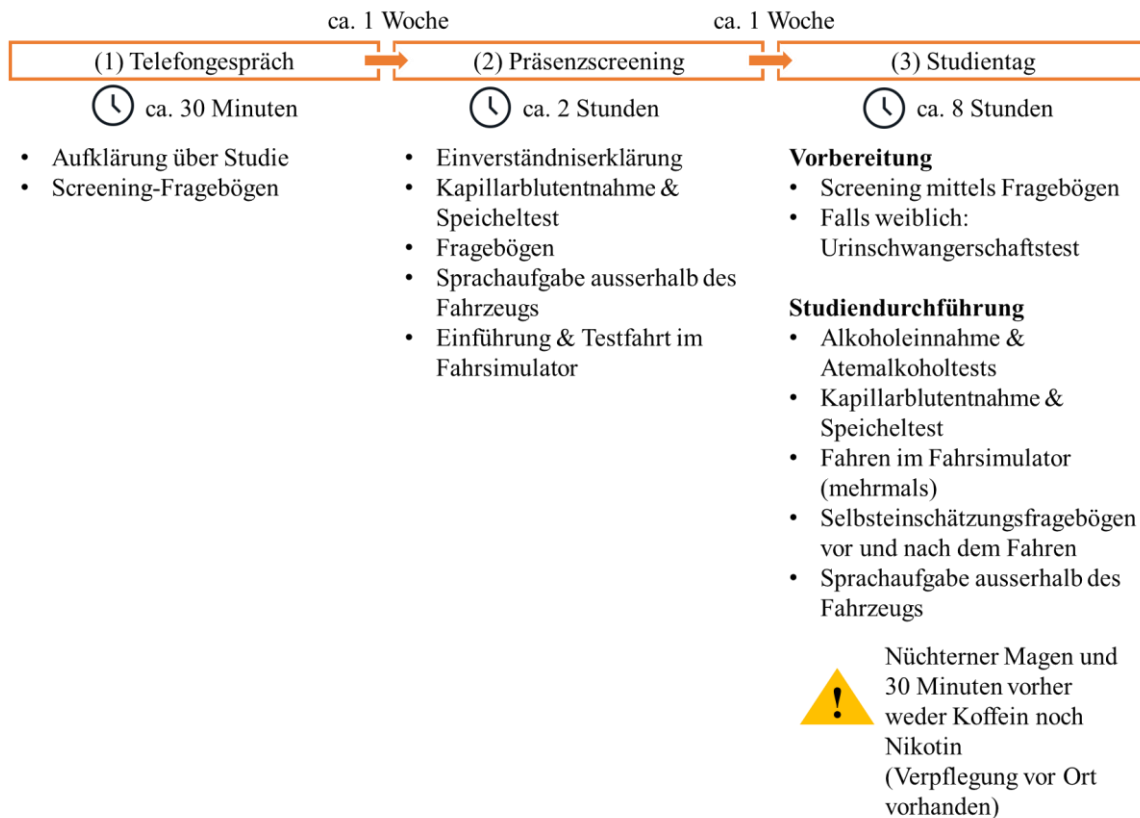 ca. 1 Woche
ca. 1 Woche
(1) Telefongespräch
(2) Präsenzscreening
(3) Studientag
ca. 30 Minuten
ca. 2 Stunden
ca. 8 Stunden
• Aufklärung über Studie
• Screening-Fragebögen
• Einverständniserklärung
• Kapillarblutentnahme &
Speicheltest
• Fragebögen
• Sprachaufgabe ausserhalb des
Fahrzeugs
• Einführung & Testfahrt im
Fahrsimulator
Vorbereitung
• Screening mittels Fragebögen
• Falls weiblich:
Urinschwangerschaftstest
Studiendurchführung
• Alkoholeinnahme &
Atemalkoholtests
• Kapillarblutentnahme &
Speicheltest
• Fahren im Fahrsimulator
(mehrmals)
• Selbsteinschätzungsfragebögen
vor und nach dem Fahren
• Sprachaufgabe ausserhalb des
Fahrzeugs
!
Nüchterner Magen und
30 Minuten vorher
weder Koffein noch
Nikotin
(Verpflegung vor Ort
vorhanden)